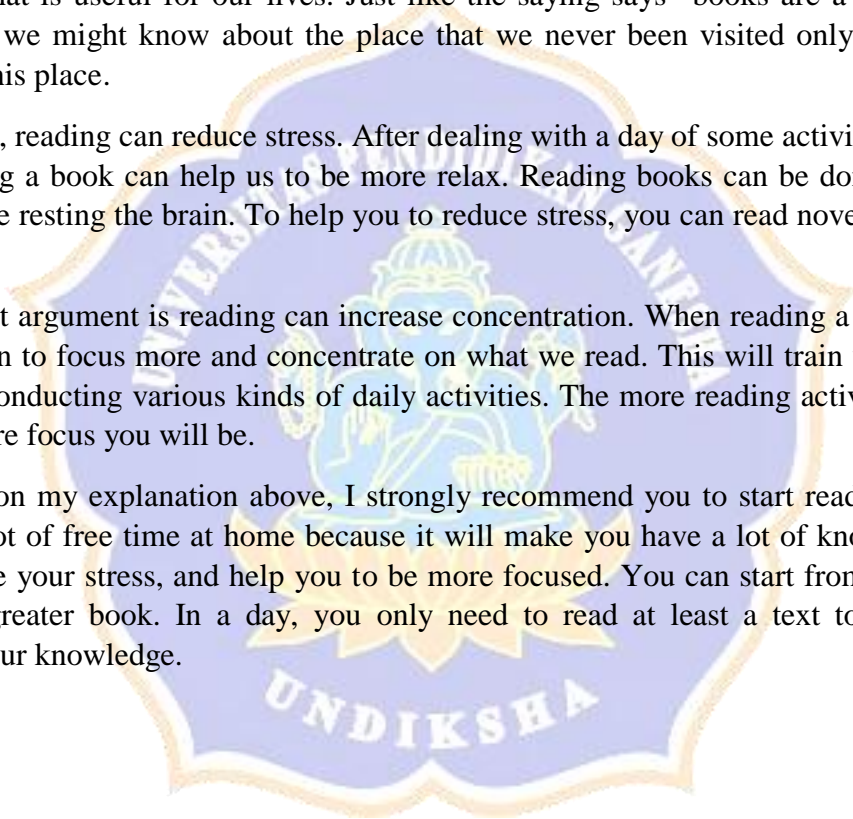 hat is useful for our lives. Just like the saying says "books are a
we might know about the place that we never been visited only
his place.
, reading can reduce stress. After dealing with a day of some activi
g a book can help us to be more relax. Reading books can be do
e resting the brain. To help you to reduce stress, you can read nove
t argument is reading can increase concentration. When reading a
n to focus more and concentrate on what we read. This will train
onducting various kinds of daily activities. The more reading activ
re focus you will be.
on my explanation above, I strongly recommend you to start read
ot of free time at home because it will make you have a lot of kno
e your stress, and help you to be more focused. You can start from
greater book. In a day, you only need to read at least a text to
ur knowledge.
UNIVERSITAS PENDIDIKAN GANESHA
UNDIKSHA